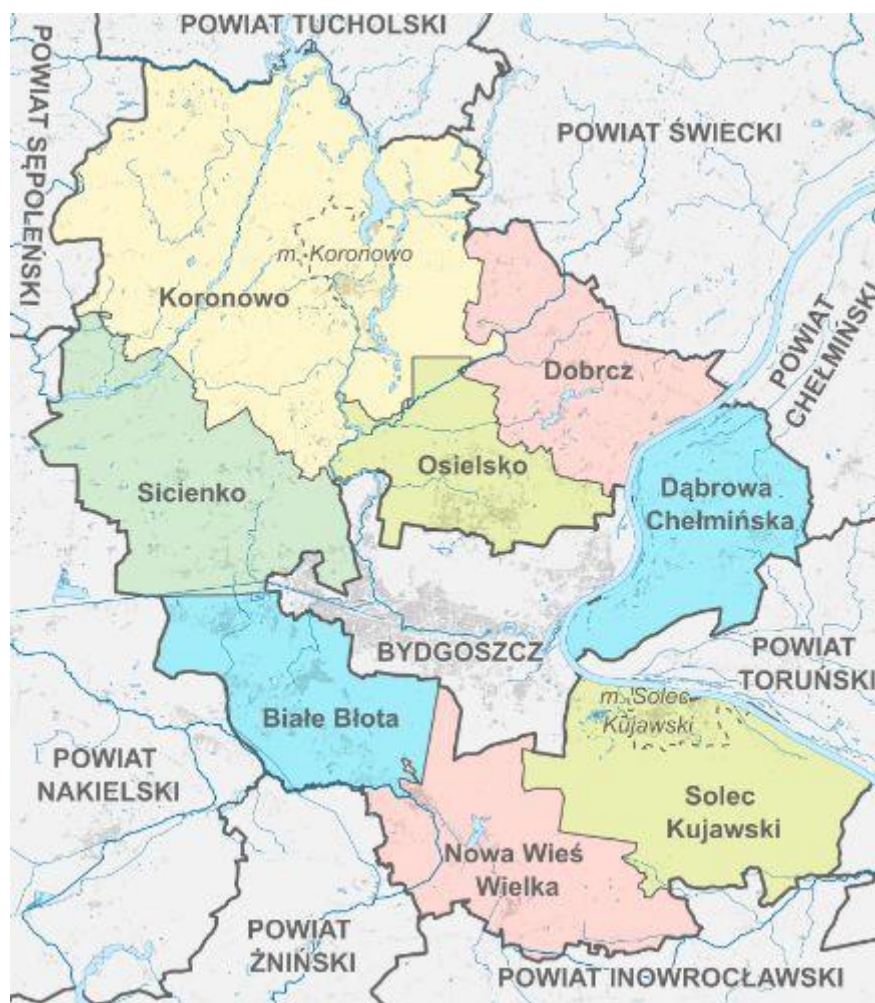 POWIAT TUCHOLSKI
POWIAT SĘPOLEŃSKI
POWIAT ŚWIECKI
m. Koronowo
Koronowo
POWIAT
CHEŁMIŃSKI
Dobrcz
Osielsko
Sicienko
Dąbrowa
Chełmińska
BYDGOSZCZ
POWIAT
TORUŃSKI
m. Solec
Kujawski
Białe Błota
POWIAT
NAKIELSKI
Solec
Kujawski
Nowa Wieś
Wielka
POWIAT
ŻNIŃSKI
POWIAT INOWROCŁAWSKI